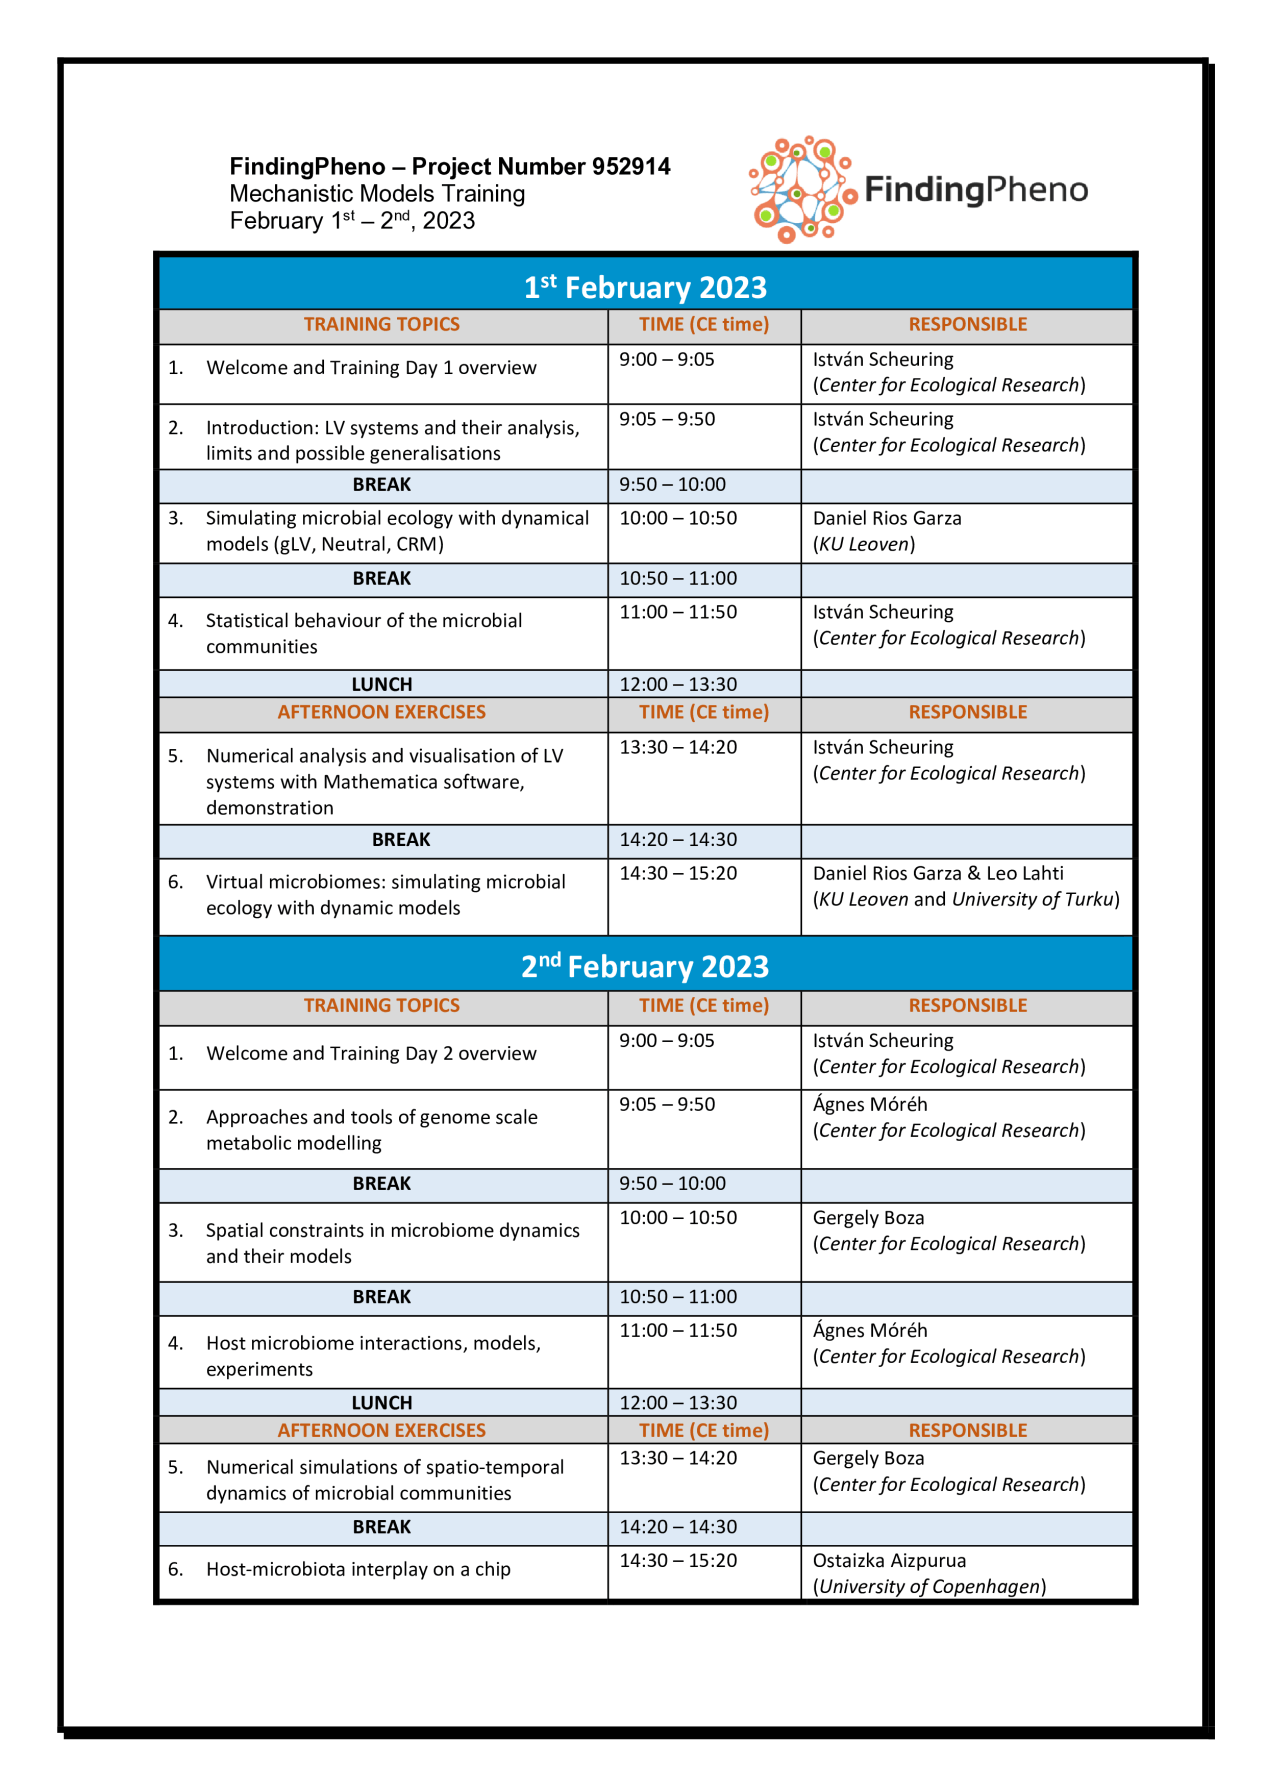 FindingPheno – Project Number 952914
Mechanistic Models Training
February 1st – 2nd, 2023
FindingPheno
1st February 2023
TRAINING TOPICS TIME (CE time) RESPONSIBLE
1. Welcome and Training Day 1 overview 9:00 – 9:05 István Scheuring
(Center for Ecological Research)
2. Introduction: LV systems and their analysis, 9:05 – 9:50 István Scheuring
limits and possible generalisations (Center for Ecological Research)
BREAK 9:50 – 10:00
3. Simulating microbial ecology with dynamical 10:00 – 10:50 Daniel Rios Garza
models (gLV, Neutral, CRM) (KU Leoven)
BREAK 10:50 – 11:00
4. Statistical behaviour of the microbial 11:00 – 11:50 István Scheuring
communities (Center for Ecological Research)
LUNCH 12:00 – 13:30
AFTERNOON EXERCISES TIME (CE time) RESPONSIBLE
5. Numerical analysis and visualisation of LV 13:30 – 14:20 István Scheuring
systems with Mathematica software, (Center for Ecological Research)
demonstration
BREAK 14:20 – 14:30
6. Virtual microbiomes: simulating microbial 14:30 – 15:20 Daniel Rios Garza & Leo Lahti
ecology with dynamic models (KU Leoven and University of Turku)
2nd February 2023
TRAINING TOPICS TIME (CE time) RESPONSIBLE
1. Welcome and Training Day 2 overview 9:00 – 9:05 István Scheuring
(Center for Ecological Research)
2. Approaches and tools of genome scale 9:05 – 9:50 Ágnes Móréh
metabolic modelling (Center for Ecological Research)
BREAK 9:50 – 10:00
3. Spatial constraints in microbiome dynamics 10:00 – 10:50 Gergely Boza
and their models (Center for Ecological Research)
BREAK 10:50 – 11:00
4. Host microbiome interactions, models, 11:00 – 11:50 Ágnes Móréh
experiments (Center for Ecological Research)
LUNCH 12:00 – 13:30
AFTERNOON EXERCISES TIME (CE time) RESPONSIBLE
5. Numerical simulations of spatio-temporal 13:30 – 14:20 Gergely Boza
dynamics of microbial communities (Center for Ecological Research)
BREAK 14:20 – 14:30
6. Host-microbiota interplay on a chip 14:30 – 15:20 Ostaizka Aizpurua
(University of Copenhagen)